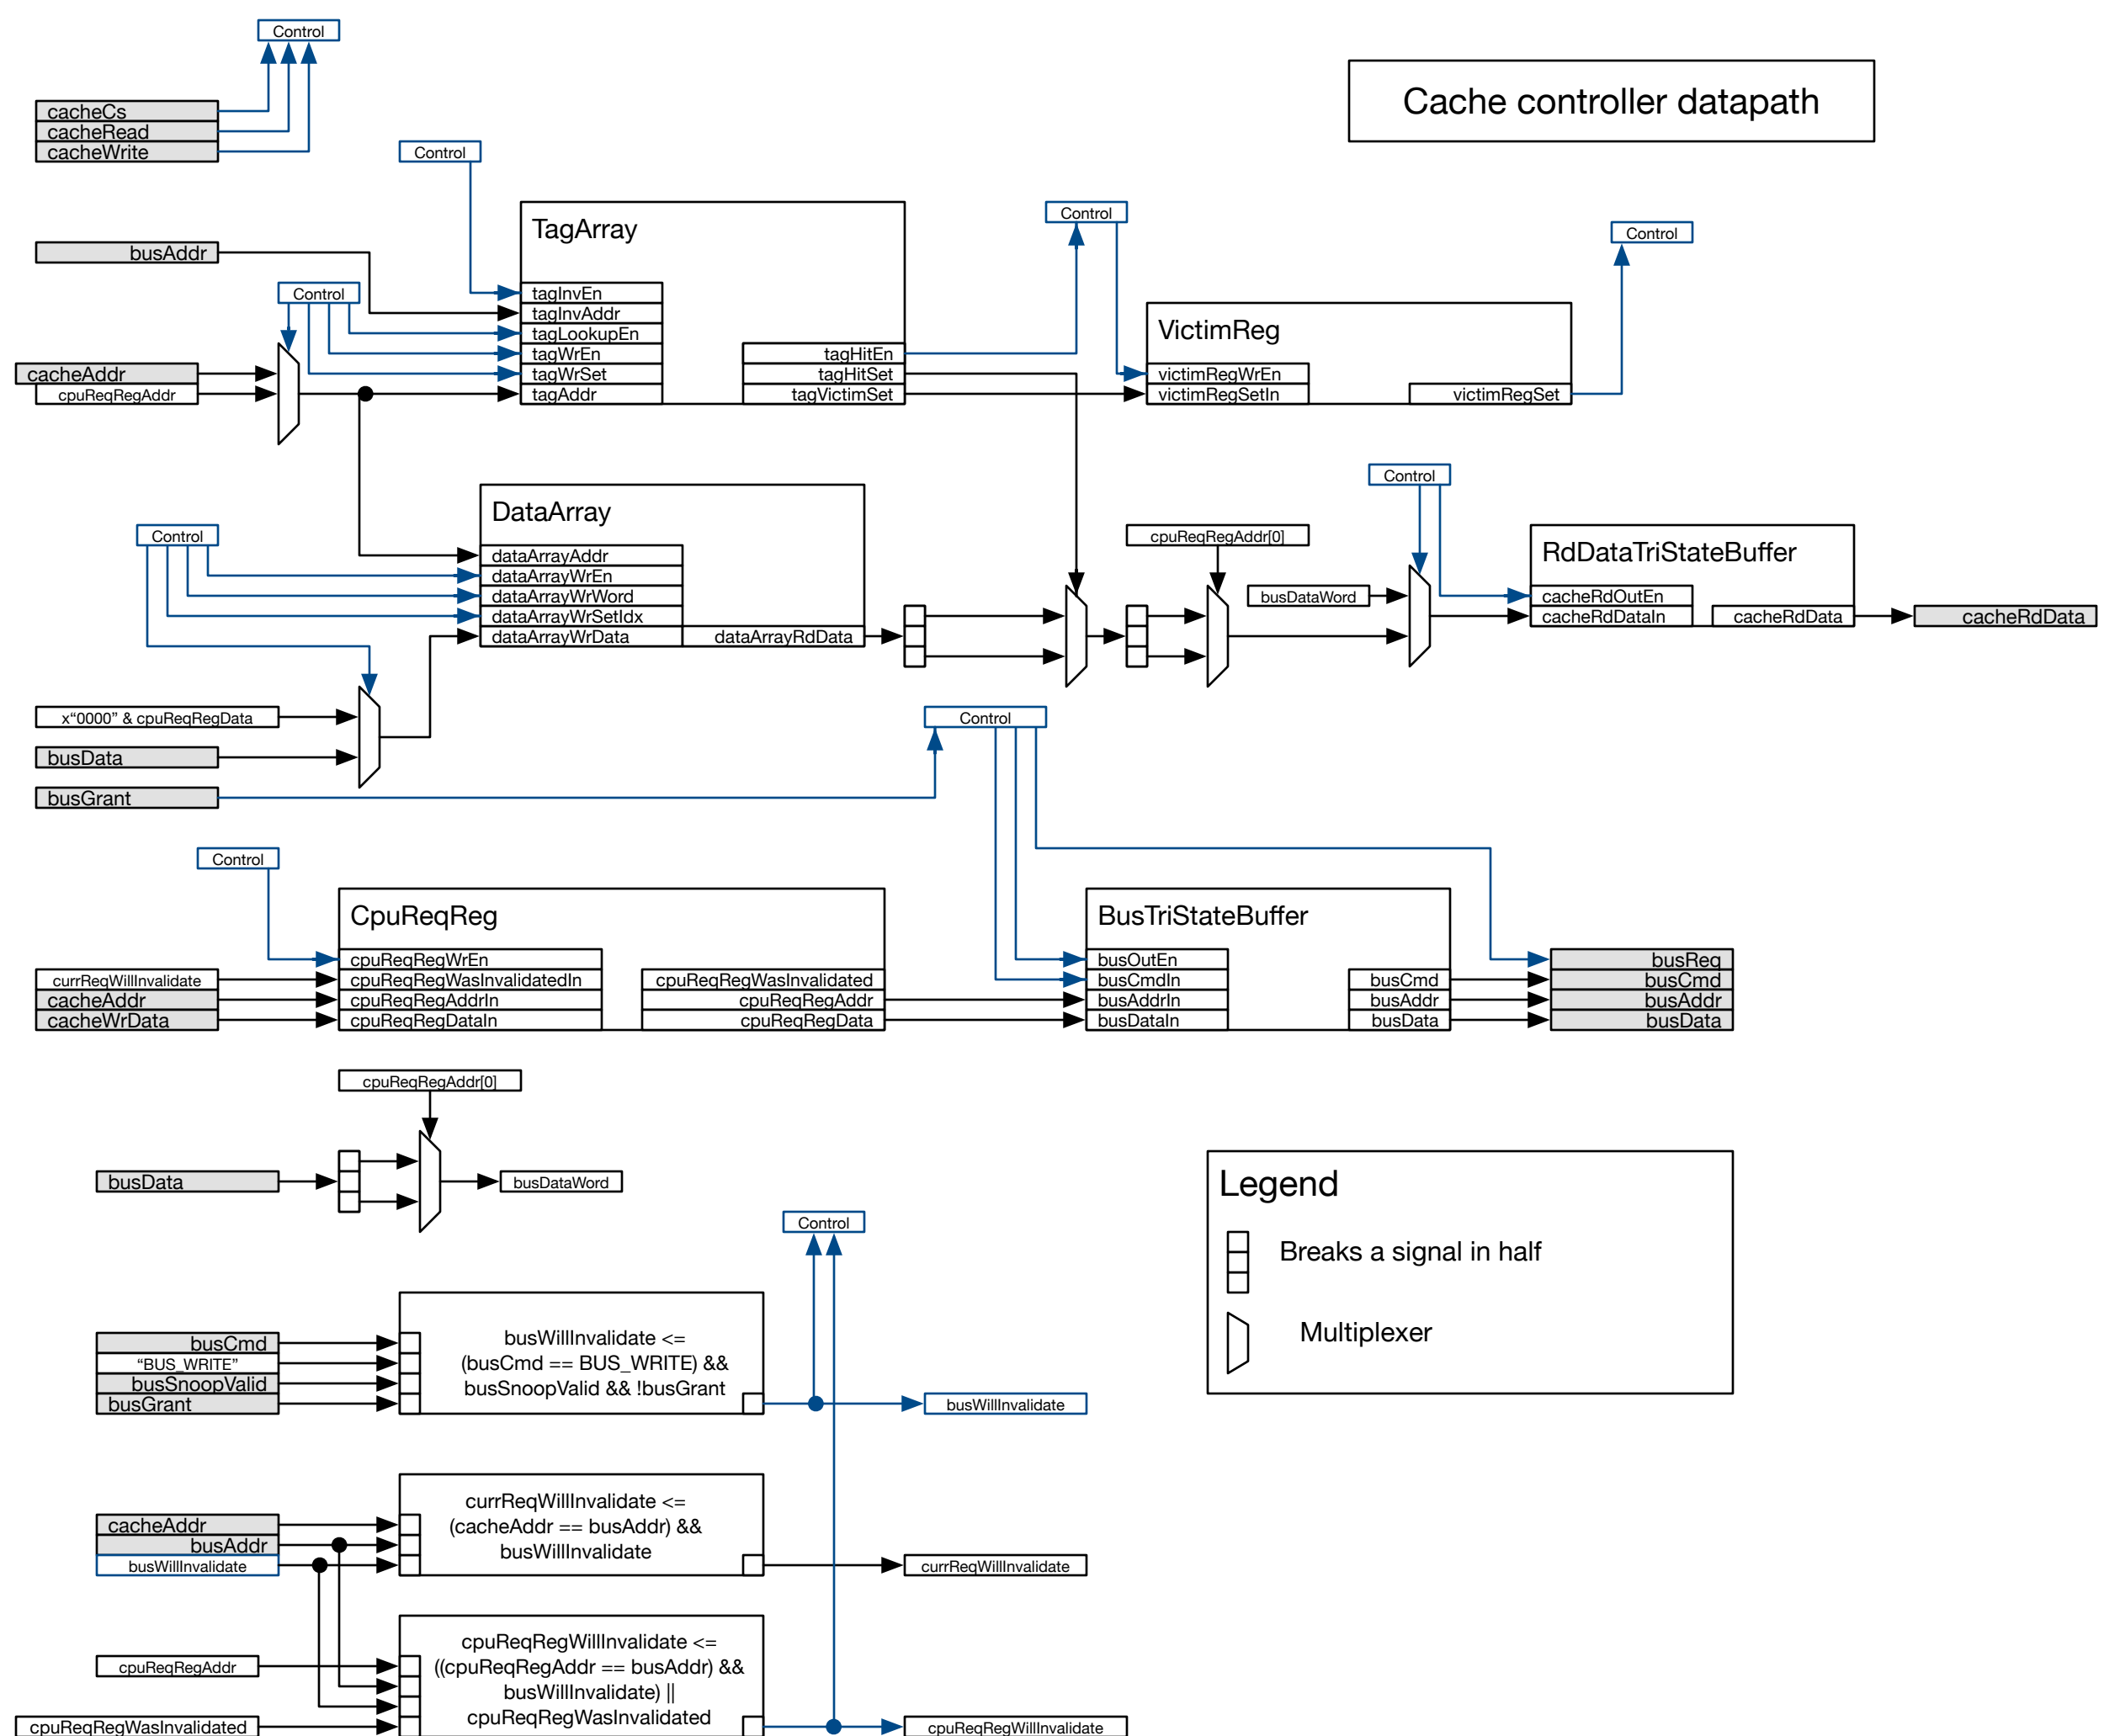 Control
Cache controller datapath
cacheCs
cacheRead
cacheWrite
Control
TagArray
Control
Control
busAddr
Control
tagInvEn
tagInvAddr
tagLookupEn
tagWrEn
tagWrSet
tagAddr
tagHitEn
tagHitSet
tagVictimSet
VictimReg
victimRegWrEn
victimRegSetIn
victimRegSet
cacheAddr
cpuReqRegAddr
Control
DataArray
Control
dataArrayAddr
dataArrayWrEn
dataArrayWrWord
dataArrayWrSetIdx
dataArrayWrData
dataArrayRdData
cpuReqRegAddr[0]
busDataWord
RdDataTriStateBuffer
cacheRdOutEn
cacheRdDataIn
cacheRdData
cacheRdData
x“0000” & cpuReqRegData
busData
busGrant
Control
Control
CpuReqReg
cpuReqRegWrEn
cpuReqRegWasInvalidatedIn
cpuReqRegAddrIn
cpuReqRegDataIn
cpuReqRegWasInvalidated
cpuReqRegAddr
cpuReqRegData
currReqWillInvalidate
cacheAddr
cacheWrData
BusTriStateBuffer
busOutEn
busCmdIn
busAddrIn
busDataIn
busCmd
busAddr
busData
busReq
busCmd
busAddr
busData
cpuReqRegAddr[0]
busData
busDataWord
Legend
Breaks a signal in half
Multiplexer
Control
busCmd
“BUS_WRITE”
busSnoopValid
busGrant
busWillInvalidate <=
(busCmd == BUS_WRITE) &&
busSnoopValid && !busGrant
busWillInvalidate
cacheAddr
busAddr
busWillInvalidate
currReqWillInvalidate <=
(cacheAddr == busAddr) &&
busWillInvalidate
currReqWillInvalidate
cpuReqRegAddr
cpuReqRegWasInvalidated
cpuReqRegWillInvalidate <=
((cpuReqRegAddr == busAddr) &&
busWillInvalidate) ||
cpuReqRegWasInvalidated
cpuReqRegWillInvalidate